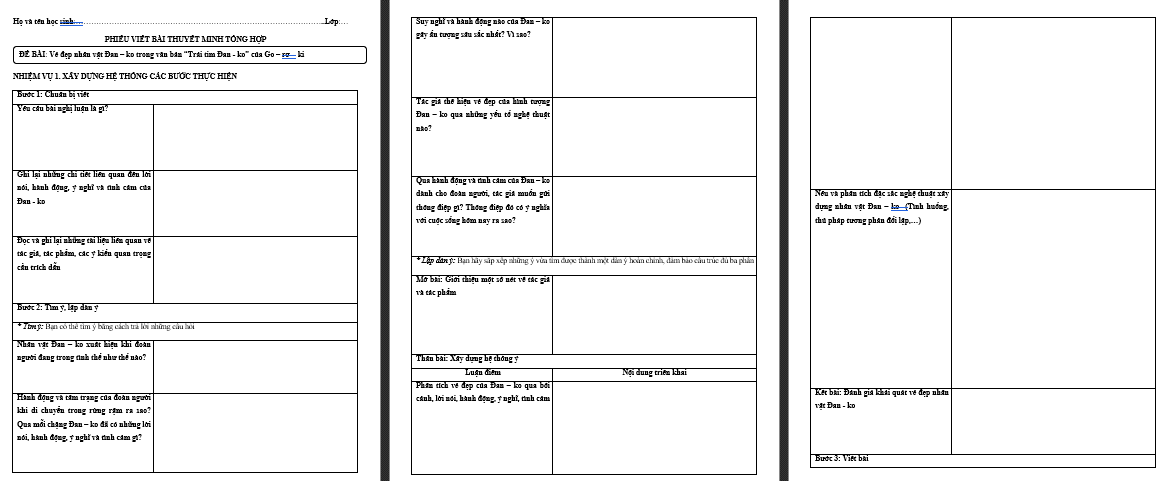 Họ và tên học sinh:...............................................................................................Lớp:...
PHIẾU VIẾT BÀI THUYẾT MINH TỔNG HỢP
ĐỀ BÀI: Vẻ đẹp nhân vật Đan – ko trong văn bản "Trái tim Đan - ko" của Go – rơ – ki
NHIỆM VỤ 1. XÂY DỰNG HỆ THỐNG CÁC BƯỚC THỰC HIỆN
Bước 1: Chuẩn bị viết
Yêu cầu bài nghị luận là gì?
Ghi lại những chi tiết liên quan đến lời
nói, hành động, ý nghĩ và tình cảm của
Đan - ko
Đọc và ghi lại những tài liệu liên quan về
tác giả, tác phẩm, các ý kiến quan trọng
cần trích dẫn
Bước 2: Tìm ý, lập dàn ý
* Tìm ý: Bạn có thể tìm ý bằng cách trả lời những câu hỏi
Nhân vật Đan – ko xuất hiện khi đoàn
người đang trong tình thế như thế nào?
Hành động và tâm trạng của đoàn người
khi di chuyển trong rừng rậm ra sao?
Qua mỗi chặng Đan – ko đã có những lời
nói, hành động, ý nghĩ và tình cảm gì?
Suy nghĩ và hành động nào của Đan – ko
gây ấn tượng sâu sắc nhất? Vì sao?
Tác giả thể hiện vẻ đẹp của hình tượng
Đan – ko qua những yếu tố nghệ thuật
nào?
Qua hành động và tình cảm của Đan – ko
dành cho đoàn người, tác giả muốn gửi
thông điệp gì? Thông điệp đó có ý nghĩa
với cuộc sống hôm nay ra sao?
* Lập dàn ý: Bạn hãy sắp xếp những ý vừa tìm được thành một dàn ý hoàn chỉnh, đảm bảo cấu trúc đủ ba phần
Mở bài: Giới thiệu một số nét về tác giả
và tác phẩm
Thân bài: Xây dựng hệ thống ý
Luận điểm Nội dung triển khai
Phân tích vẻ đẹp của Đan – ko qua bối
cảnh, lời nói, hành động, ý nghĩ, tình cảm
Nêu và phân tích đặc sắc nghệ thuật xây
dựng nhân vật Đan – ko (Tình huống,
thủ pháp tương phản đối lập,...)
Kết bài: Đánh giá khái quát vẻ đẹp nhân
vật Đan - ko
Bước 3: Viết bài